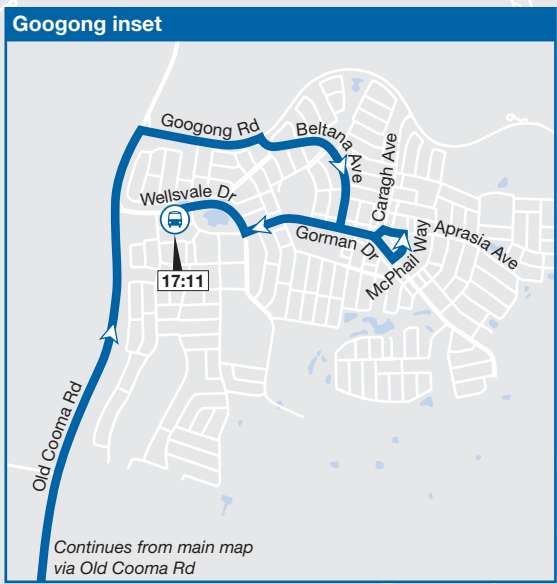 Googong inset
Googong Rd
Beltana Ave
Caragh Ave
Wellsvale Dr
Gorman Dr
McPhail Way
Aprasia Ave
17:11
Old Cooma Rd
Continues from main map
via Old Cooma Rd